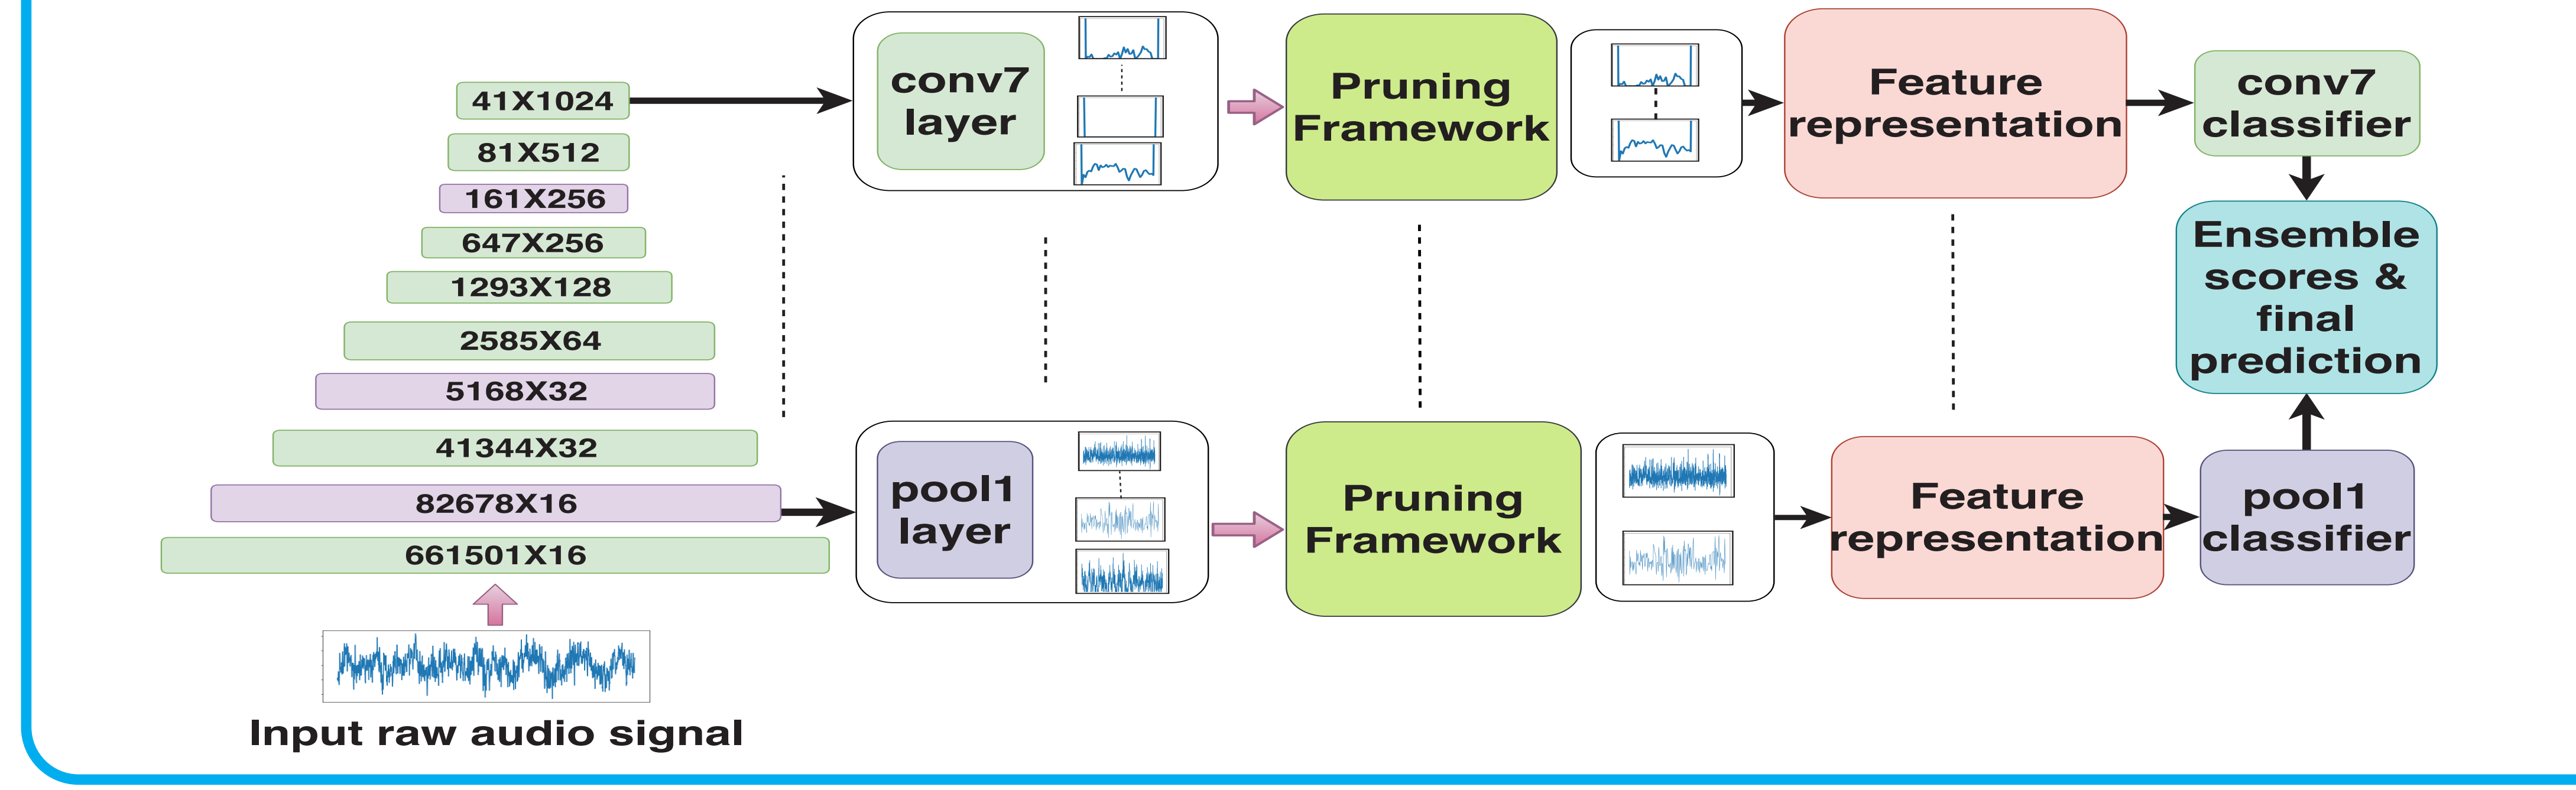 41X1024
81X512
161X256
647X256
1293X128
2585X64
5168X32
41344X32
82678X16
661501X16
Input raw audio signal
conv7
layer
Pruning
Framework
Feature
representation
conv7
classifier
Ensemble
scores &
final
prediction
pool1
layer
Pruning
Framework
Feature
representation
pool1
classifier